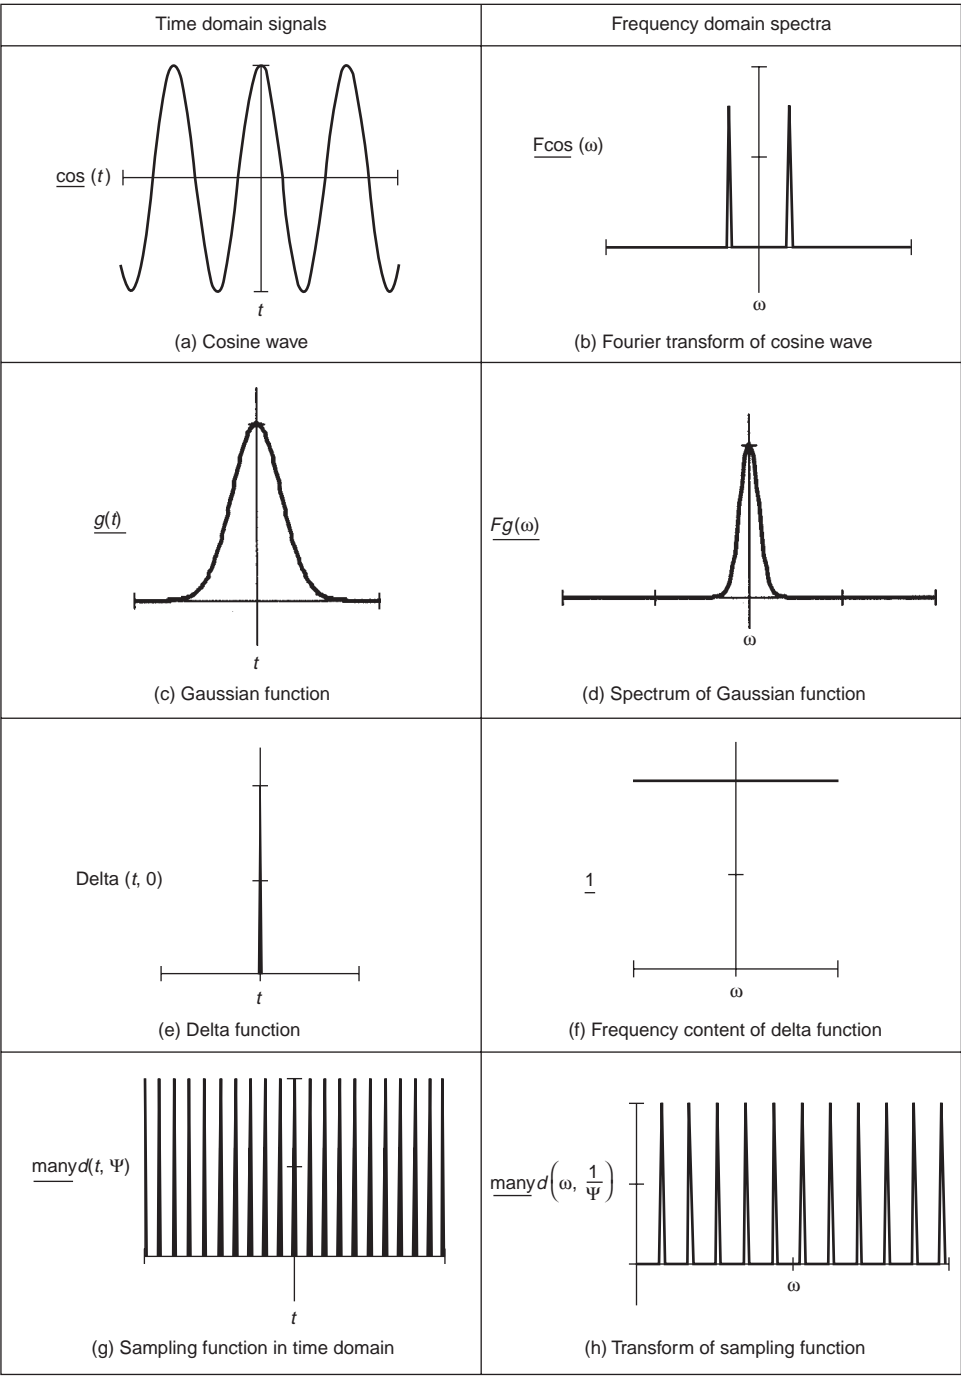 Time domain signals
Frequency domain spectra
cos (t)
t
(a) Cosine wave
Fcos (ω)
ω
(b) Fourier transform of cosine wave
g(t)
t
(c) Gaussian function
Fg(ω)
ω
(d) Spectrum of Gaussian function
Delta (t, 0)
t
(e) Delta function
1
ω
(f) Frequency content of delta function
many d(t, Ψ)
t
(g) Sampling function in time domain
many d(ω, 1/Ψ)
ω
(h) Transform of sampling function